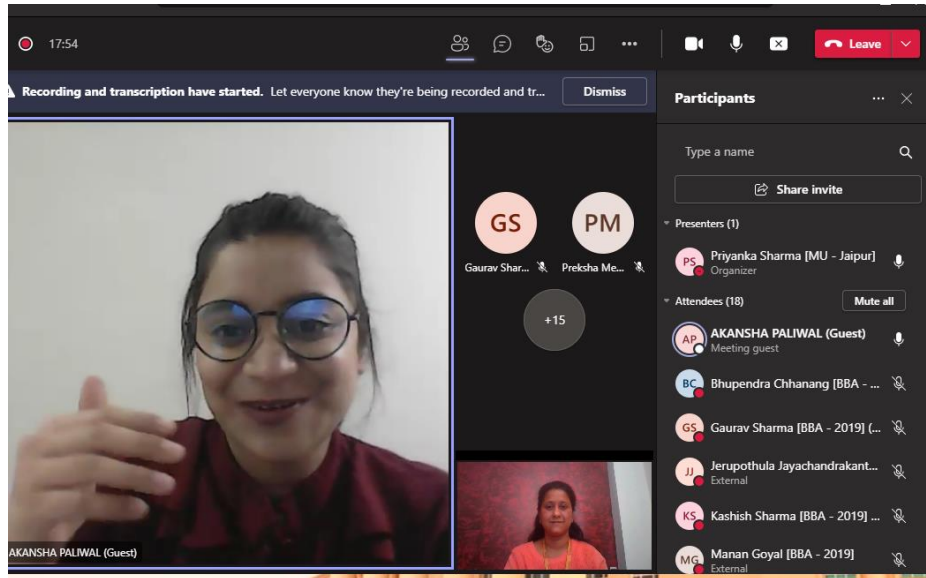 17:54
Leave
Recording and transcription have started. Let everyone know they're being recorded and tr...
Dismiss
GS
PM
Gaurav Shar...
Preksha Me...
+15
AKANSHA PALIWAL (Guest)
Participants
Type a name
Share invite
Presenters (1)
PS
Priyanka Sharma [MU - Jaipur]
Organizer
Attendees (18)
Mute all
AP
AKANSHA PALIWAL (Guest)
Meeting guest
BC
Bhupendra Chhanang [BBA - ...
GS
Gaurav Sharma [BBA - 2019] (...
JJ
Jerupothula Jayachandrakant...
External
KS
Kashish Sharma [BBA - 2019] ...
MG
Manan Goyal [BBA - 2019]
External